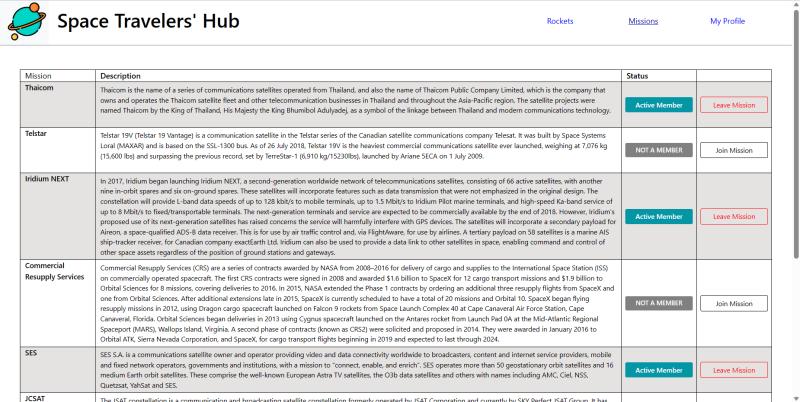 Space Travelers' Hub
Rockets
Missions
My Profile
Mission
Description
Status
Thaicom
Thaicom is the name of a series of communications satellites operated from Thailand, and also the name of Thaicom Public Company Limited, which is the company that
owns and operates the Thaicom satellite fleet and other telecommunication businesses in Thailand and throughout the Asia-Pacific region. The satellite projects were
named Thaicom by the King of Thailand, His Majesty the King Bhumibol Adulyadej, as a symbol of the linkage between Thailand and modern communications technology.
Active Member
Leave Mission
Telstar
Telstar 19V (Telstar 19 Vantage) is a communication satellite in the Telstar series of the Canadian satellite communications company Telesat. It was built by Space Systems
Loral (MAXAR) and is based on the SSL-1300 bus. As of 26 July 2018, Telstar 19V is the heaviest commercial communications satellite ever launched, weighing at 7,076 kg
(15,600 lbs) and surpassing the previous record, set by TerreStar-1 (6,910 kg/15230lbs), launched by Ariane 5ECA on 1 July 2009.
NOT A MEMBER
Join Mission
Iridium NEXT
In 2017, Iridium began launching Iridium NEXT, a second-generation worldwide network of telecommunications satellites, consisting of 66 active satellites, with another
nine in-orbit spares and six on-ground spares. These satellites will incorporate features such as data transmission that were not emphasized in the original design. The
constellation will provide L-band data speeds of up to 128 kbit/s to mobile terminals, up to 1.5 Mbit/s to Iridium Pilot marine terminals, and high-speed Ka-band service of
up to 8 Mbit/s to fixed/transportable terminals. The next-generation terminals and service are expected to be commercially available by the end of 2018. However, Iridium's
proposed use of its next-generation satellites has raised concerns the service will harmfully interfere with GPS devices. The satellites will incorporate a secondary payload for
Aireon, a space-qualified ADS-B data receiver. This is for use by air traffic control and, via FlightAware, for use by airlines. A tertiary payload on 58 satellites is a marine AIS
ship-tracker receiver, for Canadian company exactEarth Ltd. Iridium can also be used to provide a data link to other satellites in space, enabling command and control of
other space assets regardless of the position of ground stations and gateways.
Active Member
Leave Mission
Commercial
Resupply Services
Commercial Resupply Services (CRS) are a series of contracts awarded by NASA from 2008–2016 for delivery of cargo and supplies to the International Space Station (ISS)
on commercially operated spacecraft. The first CRS contracts were signed in 2008 and awarded $1.6 billion to SpaceX for 12 cargo transport missions and $1.9 billion to
Orbital Sciences for 8 missions, covering deliveries to 2016. In 2015, NASA extended the Phase 1 contracts by ordering an additional three resupply flights from SpaceX and
one from Orbital Sciences. After additional extensions late in 2015, SpaceX is currently scheduled to have a total of 20 missions and Orbital 10. SpaceX began flying
resupply missions in 2012, using Dragon cargo spacecraft launched on Falcon 9 rockets from Space Launch Complex 40 at Cape Canaveral Air Force Station, Cape
Canaveral, Florida. Orbital Sciences began deliveries in 2013 using Cygnus spacecraft launched on the Antares rocket from Launch Pad 0A at the Mid-Atlantic Regional
Spaceport (MARS), Wallops Island, Virginia. A second phase of contracts (known as CRS2) were solicited and proposed in 2014. They were awarded in January 2016 to
Orbital ATK, Sierra Nevada Corporation, and SpaceX, for cargo transport flights beginning in 2019 and expected to last through 2024.
NOT A MEMBER
Join Mission
SES
SES S.A. is a communications satellite owner and operator providing video and data connectivity worldwide to broadcasters, content and internet service providers, mobile
and fixed network operators, governments and institutions, with a mission to "connect, enable, and enrich". SES operates more than 50 geostationary orbit satellites and 16
medium Earth orbit satellites. These comprise the well-known European Astra TV satellites, the O3b data satellites and others with names including AMC, Ciel, NSS,
Quetzsat, YahSat and SES.
Active Member
Leave Mission
JCSAT
The JSAT constellation is a communication and broadcasting satellite constellation formerly operated by JSAT Corporation and currently by SKY Perfect JSAT Group. It has